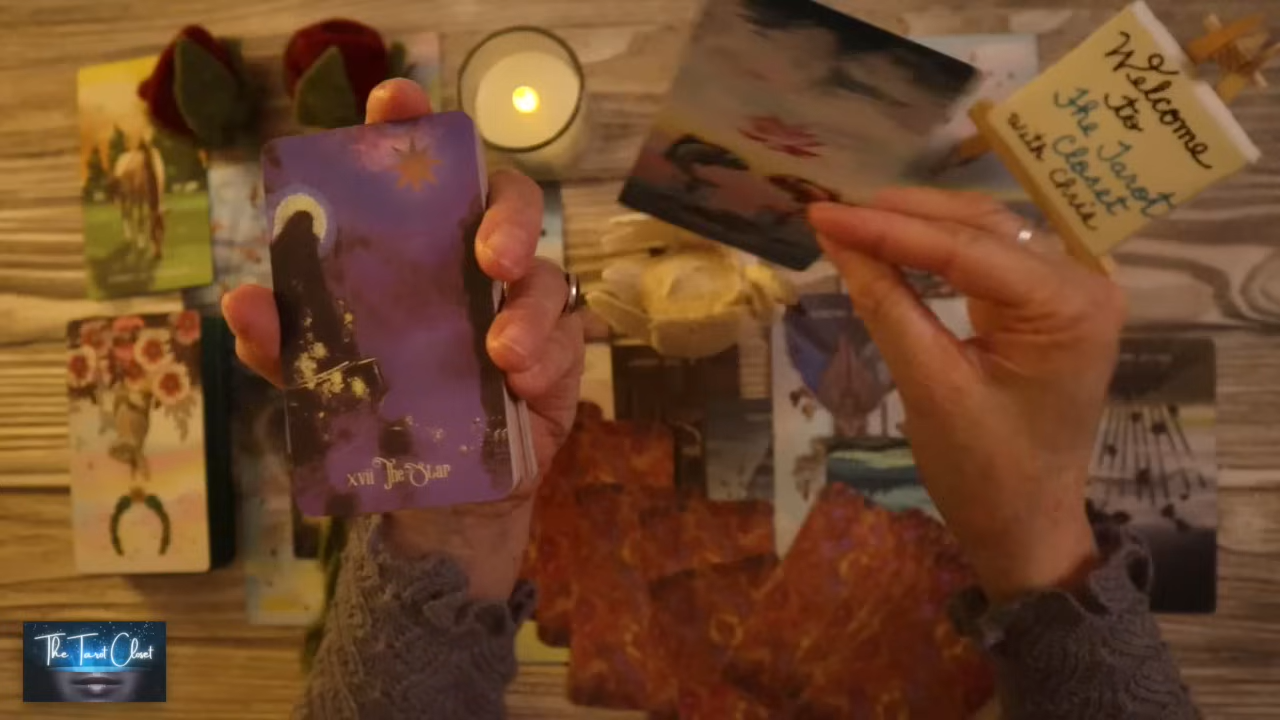 Welcome
to
The Tarot
Closet
with Chris
xvii The Star
The Tarot Closet